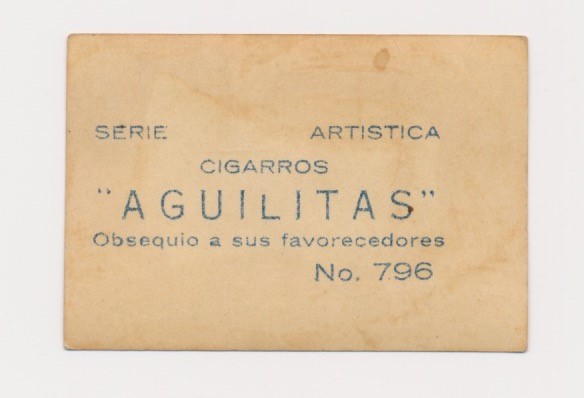 SERIE ARTISTICA
CIGARROS
"AGUILITAS"
Obsequio a sus favorecedores
No. 796